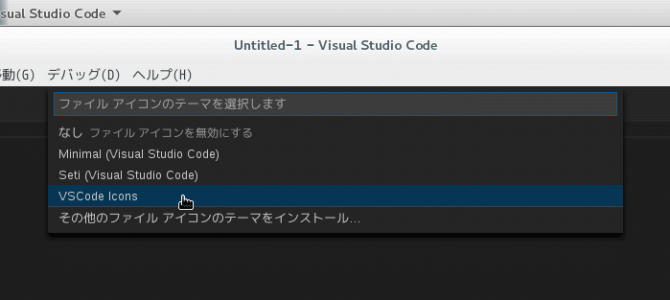 sual Studio Code
Untitled-1 - Visual Studio Code
動(G) デバッグ(D) ヘルプ(H)
ファイル アイコンのテーマを選択します
なし ファイル アイコンを無効にする
Minimal (Visual Studio Code)
Seti (Visual Studio Code)
VSCode Icons
その他のファイル アイコンのテーマをインストール...